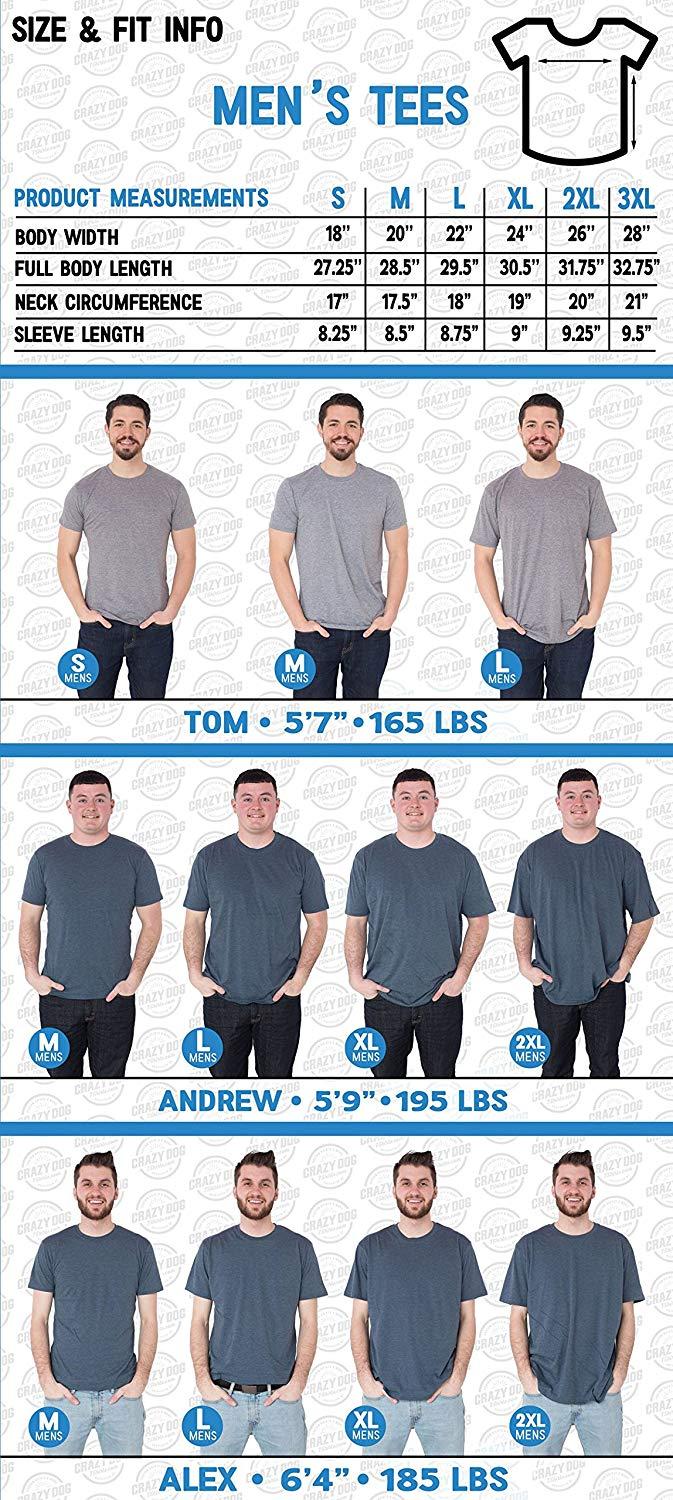 SIZE & FIT INFO
MEN'S TEES
PRODUCT MEASUREMENTS S M L XL 2XL 3XL
BODY WIDTH 18" 20" 22" 24" 26" 28"
FULL BODY LENGTH 27.25" 28.5" 29.5" 30.5" 31.75" 32.75"
NECK CIRCUMFERENCE 17" 17.5" 18" 19" 20" 21"
SLEEVE LENGTH 8.25" 8.5" 8.75" 9" 9.25" 9.5"
S MENS M MENS L MENS
TOM • 5'7" • 165 LBS
M MENS L MENS XL MENS 2XL MENS
ANDREW • 5'9" • 195 LBS
M MENS L MENS XL MENS 2XL MENS
ALEX • 6'4" • 185 LBS